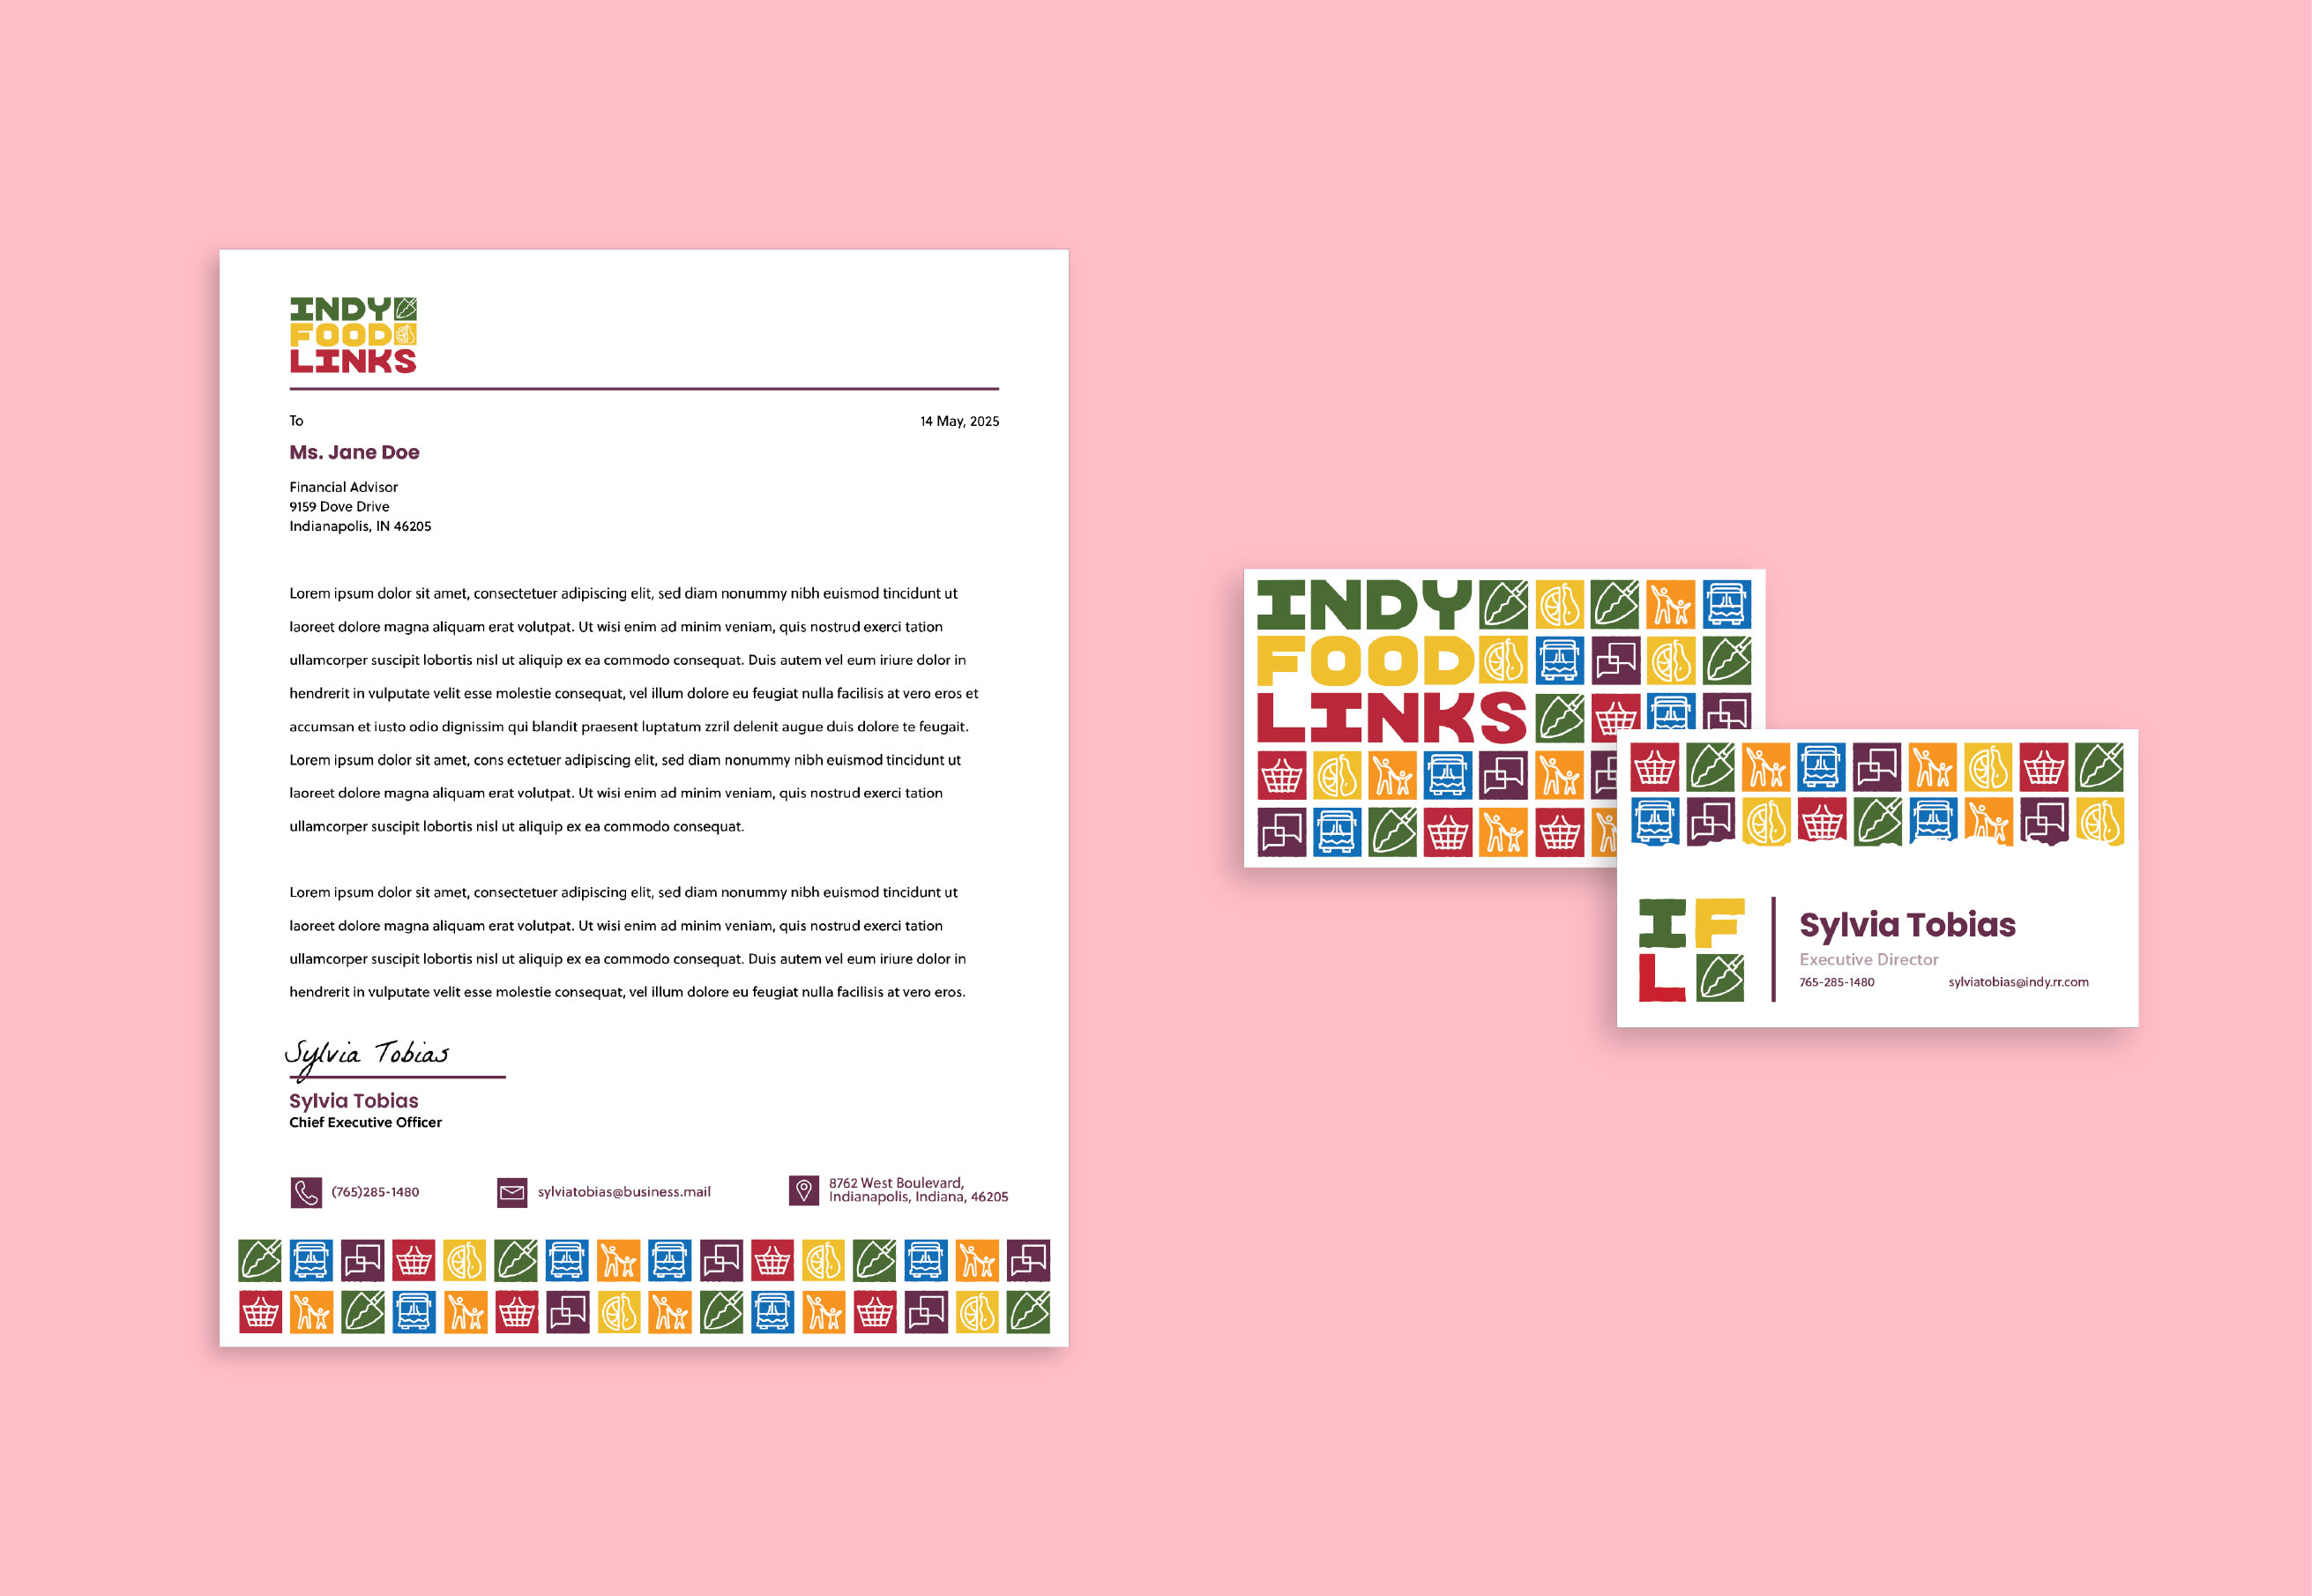 INDY
FOOD
LINKS
To
14 May, 2025
Ms. Jane Doe
Financial Advisor
9159 Dove Drive
Indianapolis, IN 46205
Lorem ipsum dolor sit amet, consectetuer adipiscing elit, sed diam nonummy nibh euismod tincidunt ut
laoreet dolore magna aliquam erat volutpat. Ut wisi enim ad minim veniam, quis nostrud exerci tation
ullamcorper suscipit lobortis nisl ut aliquip ex ea commodo consequat. Duis autem vel eum iriure dolor in
hendrerit in vulputate velit esse molestie consequat, vel illum dolore eu feugiat nulla facilisis at vero eros et
accumsan et iusto odio dignissim qui blandit praesent luptatum zzril delenit augue duis dolore te feugait.
Lorem ipsum dolor sit amet, cons ectetuer adipiscing elit, sed diam nonummy nibh euismod tincidunt ut
laoreet dolore magna aliquam erat volutpat. Ut wisi enim ad minim veniam, quis nostrud exerci tation
ullamcorper suscipit lobortis nisl ut aliquip ex ea commodo consequat.
Lorem ipsum dolor sit amet, consectetuer adipiscing elit, sed diam nonummy nibh euismod tincidunt ut
laoreet dolore magna aliquam erat volutpat. Ut wisi enim ad minim veniam, quis nostrud exerci tation
ullamcorper suscipit lobortis nisl ut aliquip ex ea commodo consequat. Duis autem vel eum iriure dolor in
hendrerit in vulputate velit esse molestie consequat, vel illum dolore eu feugiat nulla facilisis at vero eros.
Sylvia Tobias
Sylvia Tobias
Chief Executive Officer
(765)285-1480
sylviatobias@business.mail
8762 West Boulevard,
Indianapolis, Indiana, 46205
INDY
FOOD
LINKS
IF
L
Sylvia Tobias
Executive Director
765-285-1480
sylviatobias@indy.rr.com